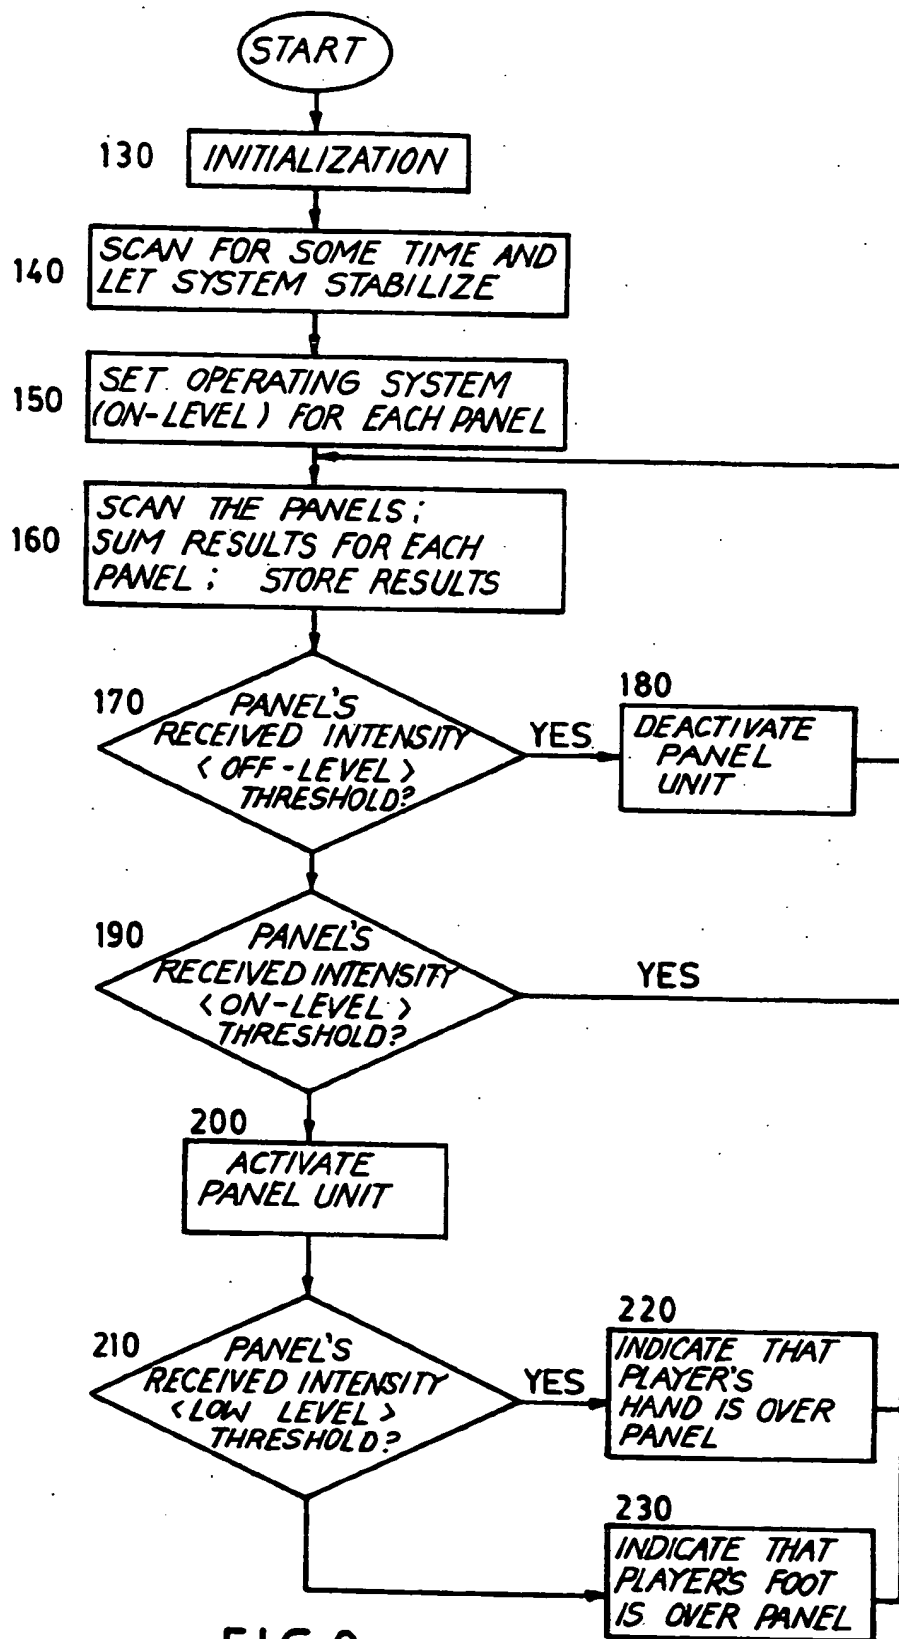 START
130
INITIALIZATION
140
SCAN FOR SOME TIME AND
LET SYSTEM STABILIZE
150
SET OPERATING SYSTEM
(ON-LEVEL) FOR EACH PANEL
160
SCAN THE PANELS;
SUM RESULTS FOR EACH
PANEL; STORE RESULTS
170
PANEL'S
RECEIVED INTENSITY
<OFF-LEVEL>
THRESHOLD?
YES
180
DEACTIVATE
PANEL
UNIT
190
PANEL'S
RECEIVED INTENSITY
<ON-LEVEL>
THRESHOLD?
YES
200
ACTIVATE
PANEL UNIT
210
PANEL'S
RECEIVED INTENSITY
<LOW LEVEL>
THRESHOLD?
YES
220
INDICATE THAT
PLAYER'S
HAND IS OVER
PANEL
230
INDICATE THAT
PLAYER'S FOOT
IS OVER PANEL